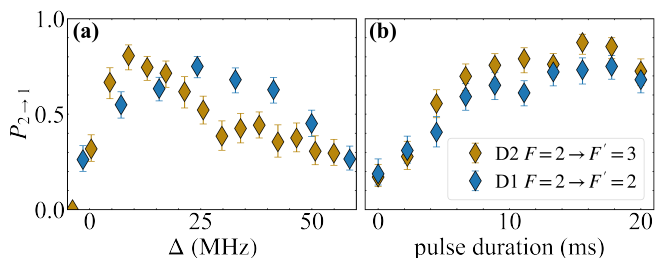 (a)
(b)
1.0
0.5
0.0
P2→1
0
25
50
Δ (MHz)
D2 F = 2 → F′ = 3
D1 F = 2 → F′ = 2
0
10
20
pulse duration (ms)